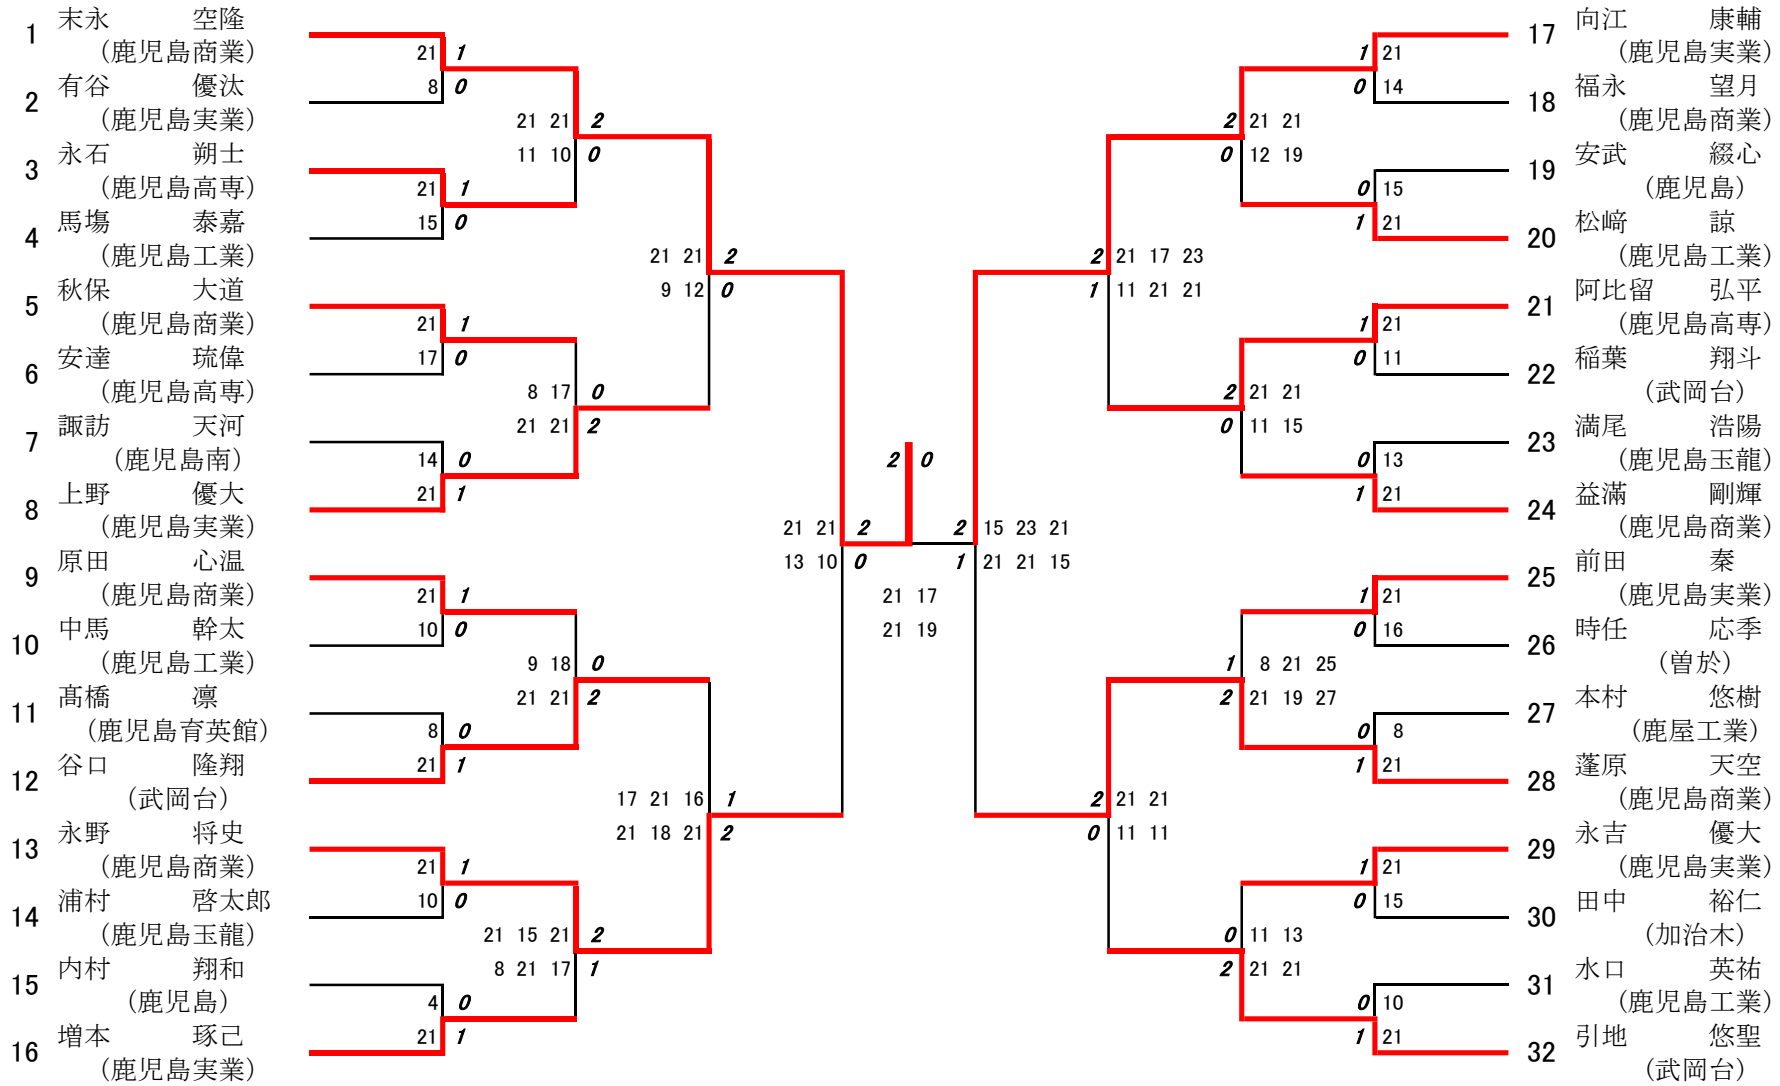 1 末永 空隆
(鹿児島商業)
21 1
2 有谷 優汰
8 0
(鹿児島実業)
21 21 2
11 10 0
3 永石 朔士
(鹿児島高専)
21 1
4 馬塲 泰嘉
15 0
(鹿児島工業)
21 21 2
9 12 0
5 秋保 大道
(鹿児島商業)
21 1
6 安達 琉偉
17 0
(鹿児島高専)
8 17 0
21 21 2
7 諏訪 天河
(鹿児島南)
14 0
8 上野 優大
21 1
(鹿児島実業)
21 21 2
13 10 0
9 原田 心温
(鹿児島商業)
21 1
10 中馬 幹太
10 0
(鹿児島工業)
9 18 0
21 21 2
11 髙橋 凛
(鹿児島育英館)
8 0
12 谷口 隆翔
21 1
(武岡台)
17 21 16 1
21 18 21 2
13 永野 将史
(鹿児島商業)
21 1
14 浦村 啓太郎
10 0
(鹿児島玉龍)
21 15 21 2
8 21 17 1
15 内村 翔和
(鹿児島)
4 0
16 増本 琢己
21 1
(鹿児島実業)
2 0
21 17
21 19
17 向江 康輔
(鹿児島実業)
1 21
18 福永 望月
0 14
(鹿児島商業)
2 21 21
0 12 19
19 安武 綴心
(鹿児島)
0 15
20 松﨑 諒
1 21
(鹿児島工業)
2 21 17 23
1 11 21 21
21 阿比留 弘平
(鹿児島高専)
1 21
22 稲葉 翔斗
0 11
(武岡台)
2 21 21
0 11 15
23 満尾 浩陽
(鹿児島玉龍)
0 13
24 益滿 剛輝
1 21
(鹿児島商業)
2 15 23 21
1 21 21 15
25 前田 秦
(鹿児島実業)
1 21
26 時任 応季
0 16
(曽於)
1 8 21 25
2 21 19 27
27 本村 悠樹
(鹿屋工業)
0 8
28 蓬原 天空
1 21
(鹿児島商業)
2 21 21
0 11 11
29 永吉 優大
(鹿児島実業)
1 21
30 田中 裕仁
0 15
(加治木)
0 11 13
2 21 21
31 水口 英祐
(鹿児島工業)
0 10
32 引地 悠聖
1 21
(武岡台)